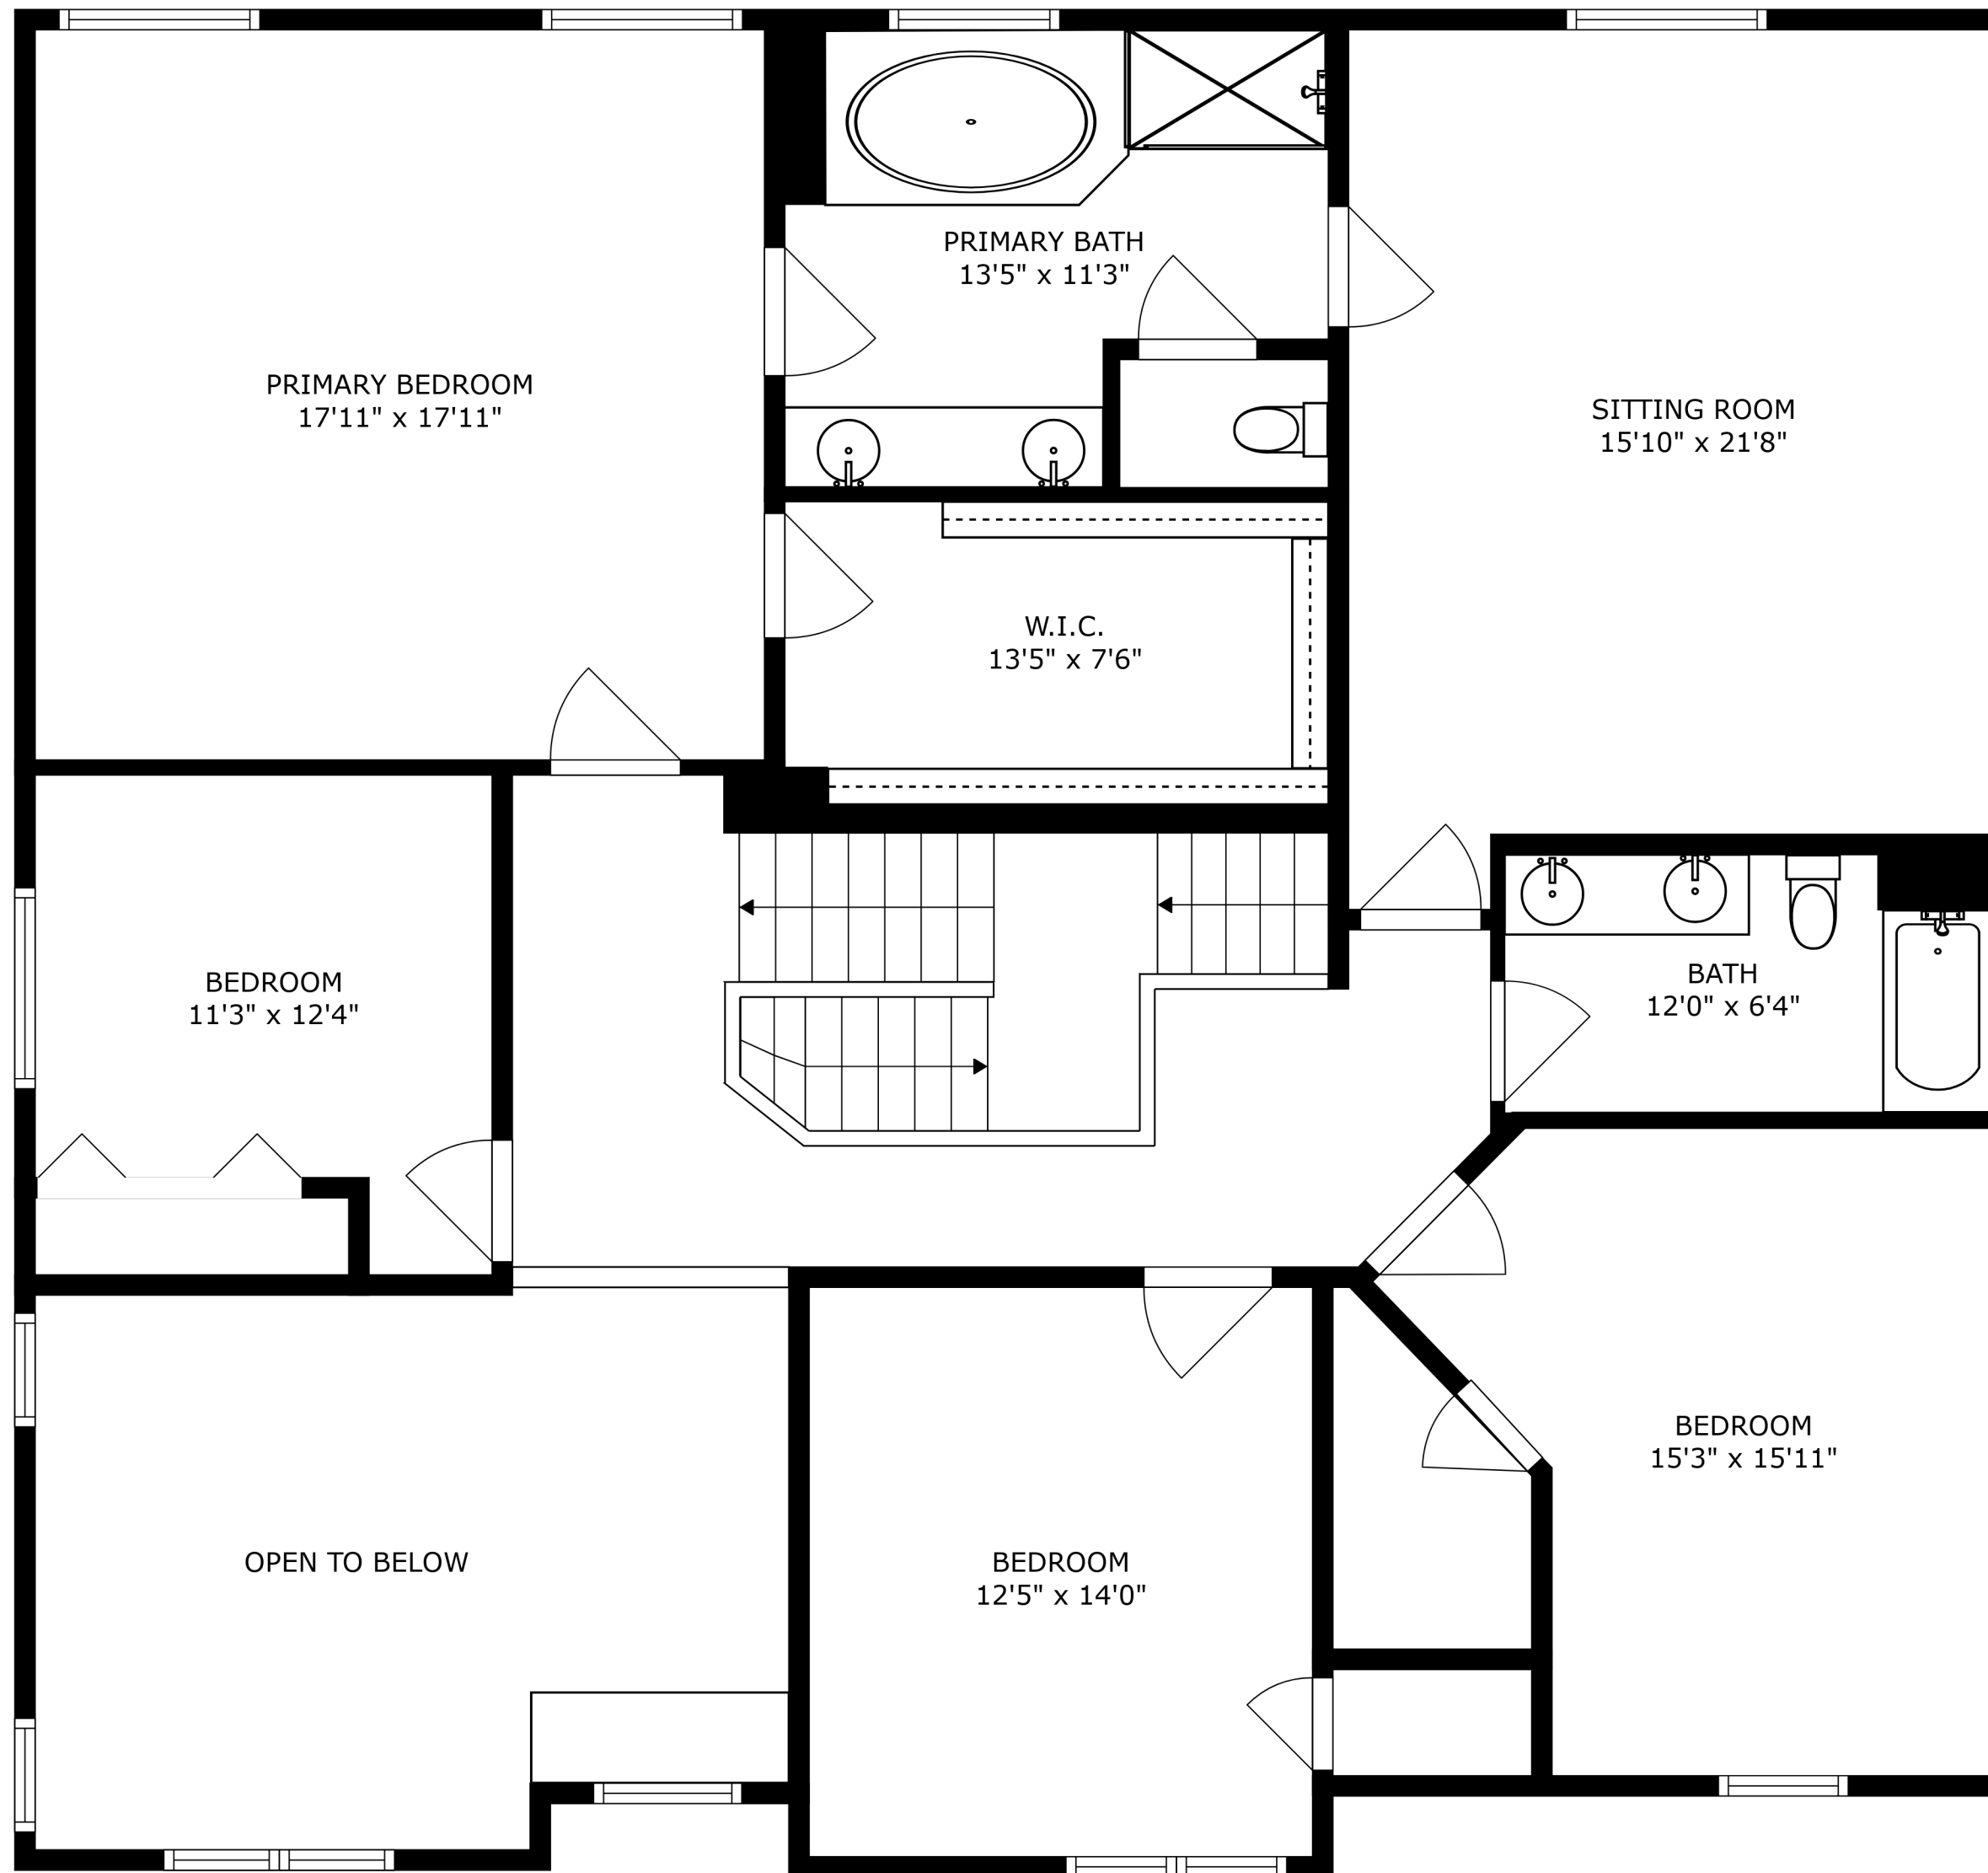 PRIMARY BATH
13'5" x 11'3"
PRIMARY BEDROOM
17'11" x 17'11"
SITTING ROOM
15'10" x 21'8"
W.I.C.
13'5" x 7'6"
BEDROOM
11'3" x 12'4"
BATH
12'0" x 6'4"
BEDROOM
15'3" x 15'11"
OPEN TO BELOW
BEDROOM
12'5" x 14'0"